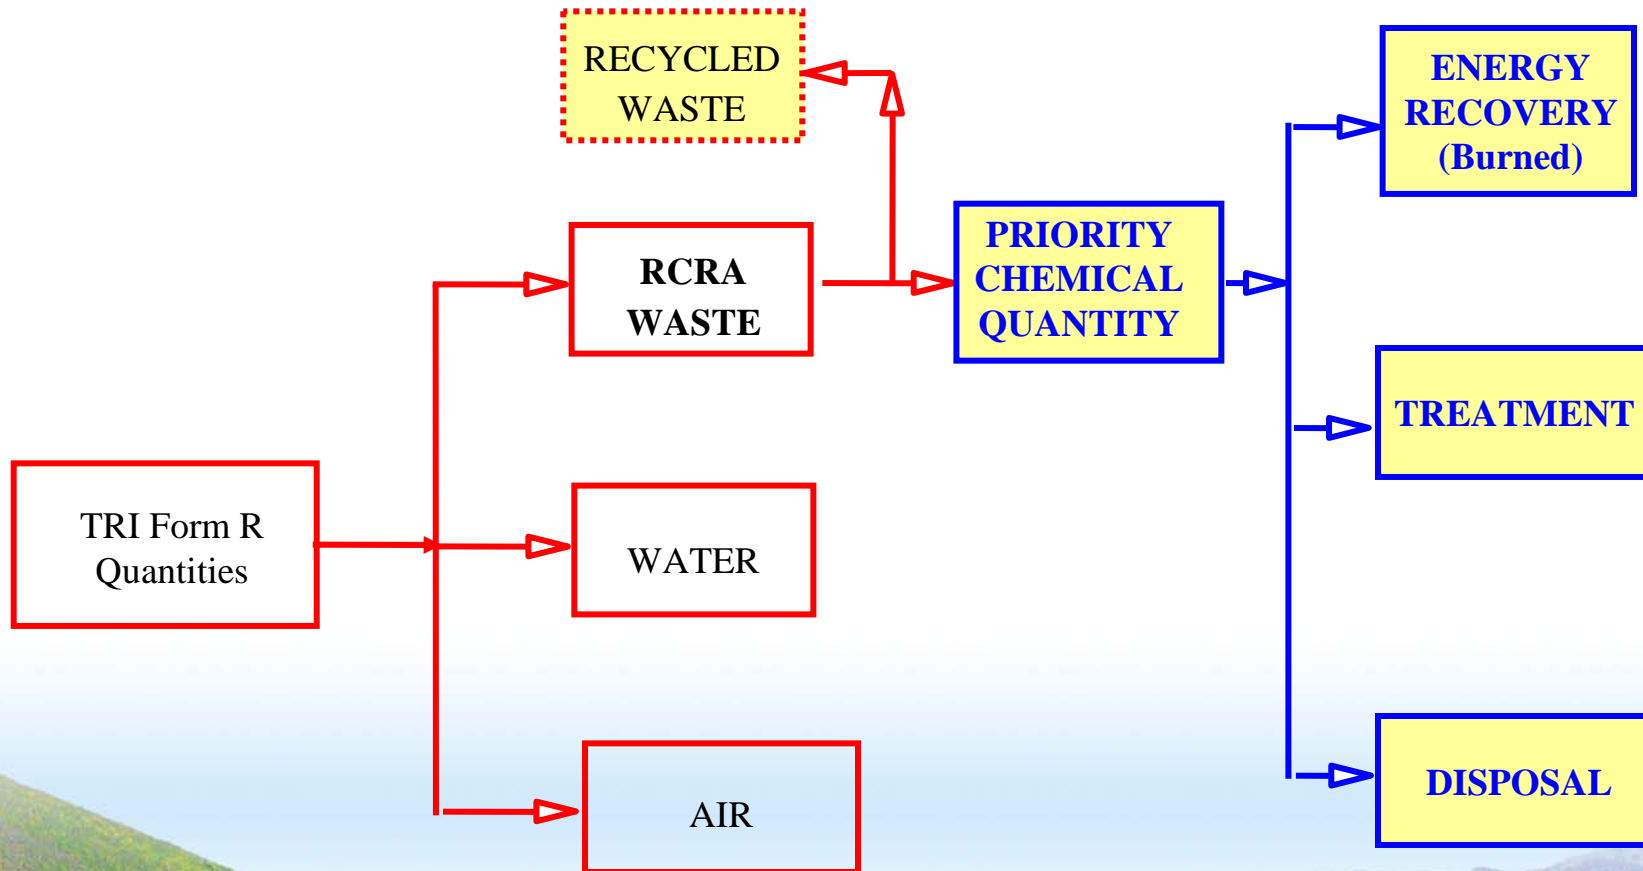 RECYCLED
WASTE
ENERGY
RECOVERY
(Burned)
RCRA
WASTE
PRIORITY
CHEMICAL
QUANTITY
TREATMENT
TRI Form R
Quantities
WATER
DISPOSAL
AIR